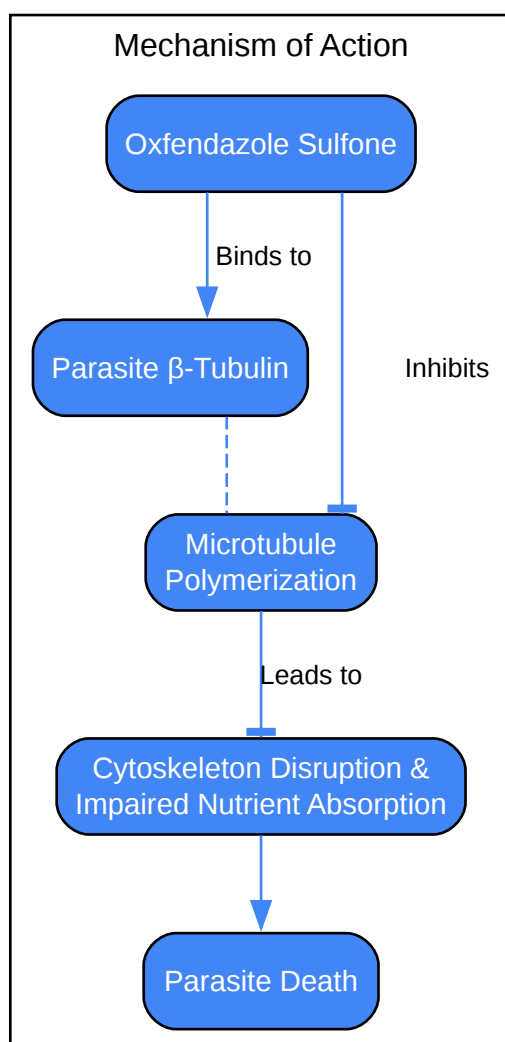 Mechanism of Action
Oxfendazole Sulfone
Binds to
Parasite β-Tubulin
Inhibits
Microtubule
Polymerization
Leads to
Cytoskeleton Disruption &
Impaired Nutrient Absorption
Parasite Death